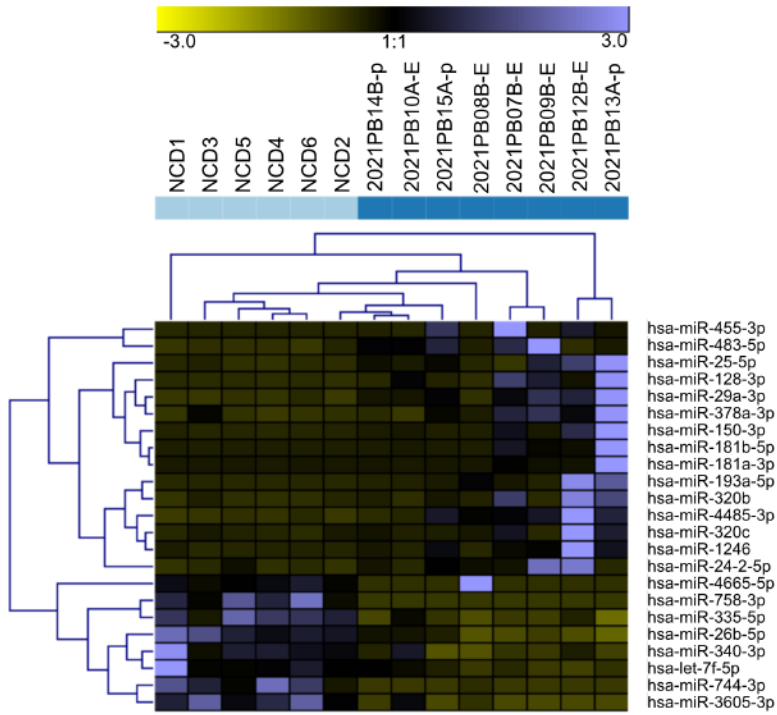 -3.0 1:1 3.0
NCD1
NCD3
NCD5
NCD4
NCD6
NCD2
2021PB14B-p
2021PB10A-E
2021PB15A-p
2021PB08B-E
2021PB07B-E
2021PB09B-E
2021PB12B-E
2021PB13A-p
hsa-miR-455-3p
hsa-miR-483-5p
hsa-miR-25-5p
hsa-miR-128-3p
hsa-miR-29a-3p
hsa-miR-378a-3p
hsa-miR-150-3p
hsa-miR-181b-5p
hsa-miR-181a-3p
hsa-miR-193a-5p
hsa-miR-320b
hsa-miR-4485-3p
hsa-miR-320c
hsa-miR-1246
hsa-miR-24-2-5p
hsa-miR-4665-5p
hsa-miR-758-3p
hsa-miR-335-5p
hsa-miR-26b-5p
hsa-miR-340-3p
hsa-let-7f-5p
hsa-miR-744-3p
hsa-miR-3605-3p